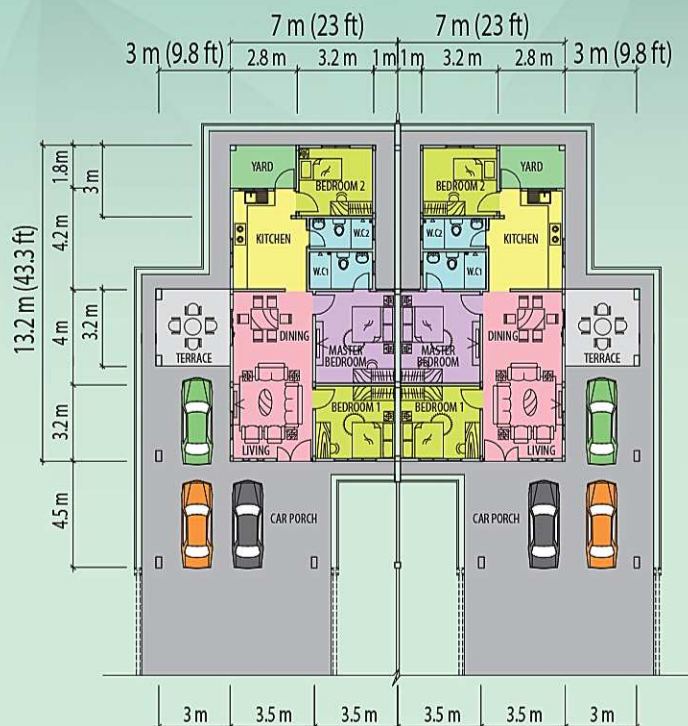 7 m (23 ft) 7 m (23 ft)
3 m (9.8 ft) 2.8 m 3.2 m 1 m 1 m 3.2 m 2.8 m 3 m (9.8 ft)
13.2 m (43.3 ft)
1.8m
3 m
4.2 m
4 m
3.2 m
3.2 m
4.5 m
YARD YARD
BEDROOM 2 BEDROOM 2
KITCHEN KITCHEN
W.C2 W.C2
W.C1 W.C1
DINING DINING
MASTER MASTER
BEDROOM BEDROOM
TERRACE TERRACE
BEDROOM 1 BEDROOM 1
LIVING LIVING
CAR PORCH CAR PORCH
3 m 3.5 m 3.5 m 3.5 m 3.5 m 3 m